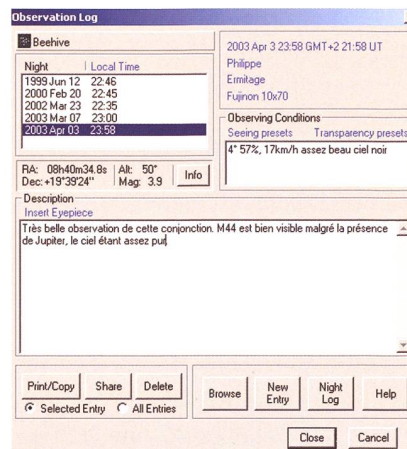 Observation Log
Beehive
Night Local Time
1999 Jun 12 22:46
2000 Feb 20 22:45
2002 Mar 23 22:35
2003 Mar 07 23:00
2003 Apr 03 23:58
RA: 08h40m34.8s Alt: 50°
Dec: +19°39'24" Mag: 3.9
Info
2003 Apr 3 23:58 GMT+2 21:58 UT
Philippe
Ermitage
Fujinon 10x70
Observing Conditions
Seeing presets Transparency presets
4° 57%, 17km/h assez beau ciel noir
Description
Insert Eyepiece
Très belle observation de cette conjonction. M44 est bien visible malgré la présence
de Jupiter, le ciel étant assez pur
Print/Copy Share Delete
Selected Entry All Entries
Browse New Entry Night Log Help
Close Cancel